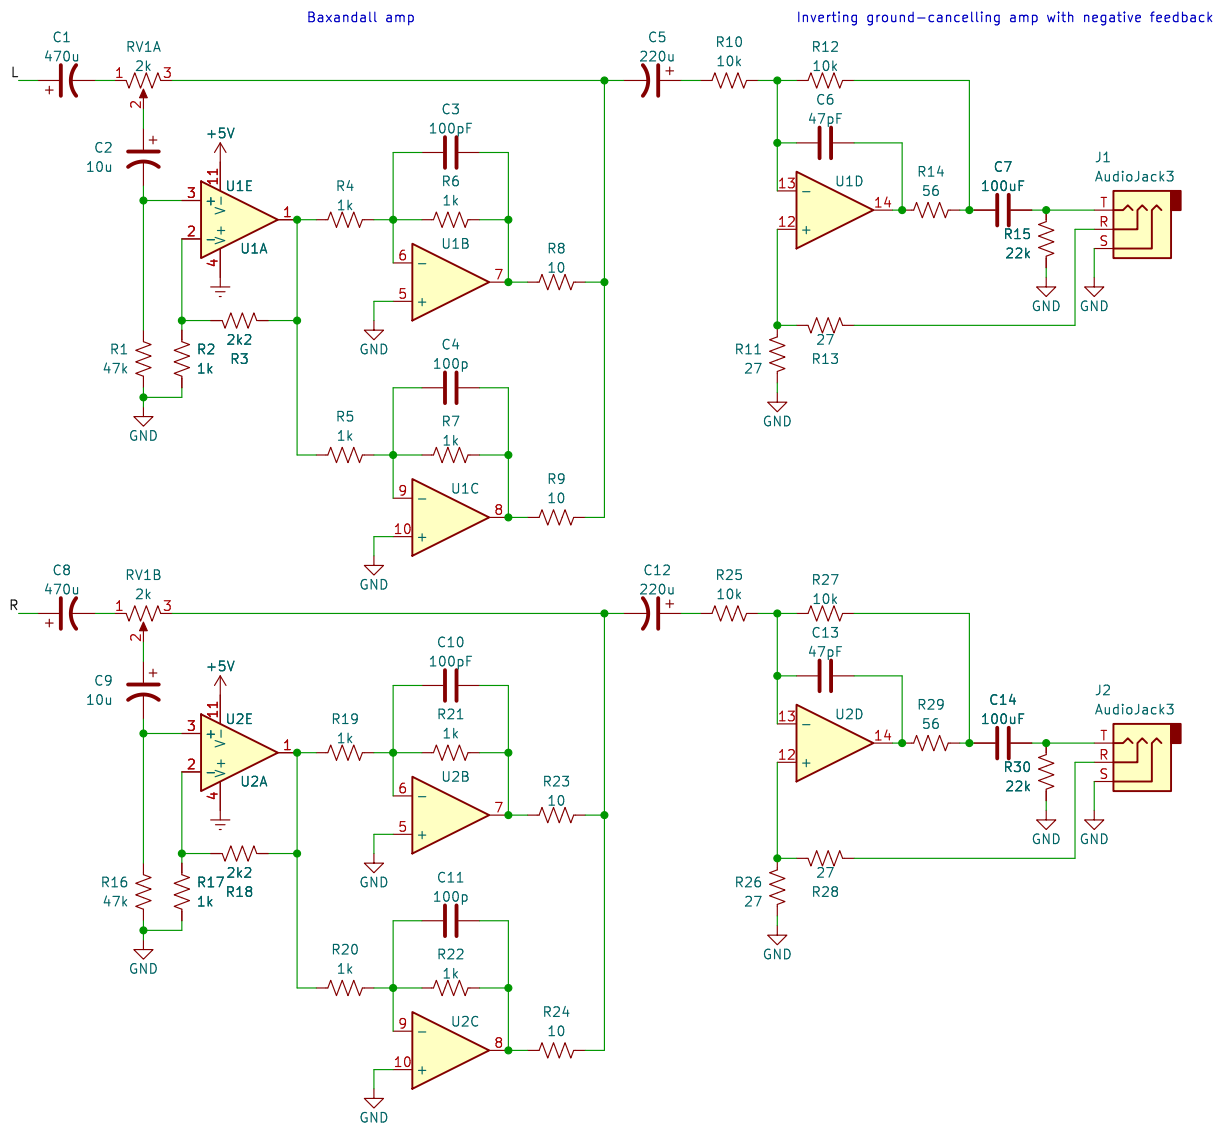 Baxandall amp
Inverting ground-cancelling amp with negative feedback
C1
470u
L
+
RV1A
2k
1
3
2
C2
10u
+
+5V
11
U1E
3
+
V-
1
2
-
V+
4
U1A
R4
1k
C3
100pF
R6
1k
U1B
6
-
7
5
+
GND
R8
10
R1
47k
R2
1k
2k2
R3
GND
C4
100p
R5
1k
R7
1k
U1C
9
-
8
10
+
GND
R9
10
C5
220u
+
R10
10k
R12
10k
C6
47pF
U1D
13
-
14
12
+
R14
56
C7
100uF
R15
22k
GND
J1
AudioJack3
T
R
S
GND
27
R13
R11
27
GND
C8
470u
R
+
RV1B
2k
1
3
2
C9
10u
+
+5V
11
U2E
3
+
V-
1
2
-
V+
4
U2A
R19
1k
C10
100pF
R21
1k
U2B
6
-
7
5
+
GND
R23
10
R16
47k
R17
1k
2k2
R18
GND
C11
100p
R20
1k
R22
1k
U2C
9
-
8
10
+
GND
R24
10
C12
220u
+
R25
10k
R27
10k
C13
47pF
U2D
13
-
14
12
+
R29
56
C14
100uF
R30
22k
GND
J2
AudioJack3
T
R
S
GND
27
R28
R26
27
GND